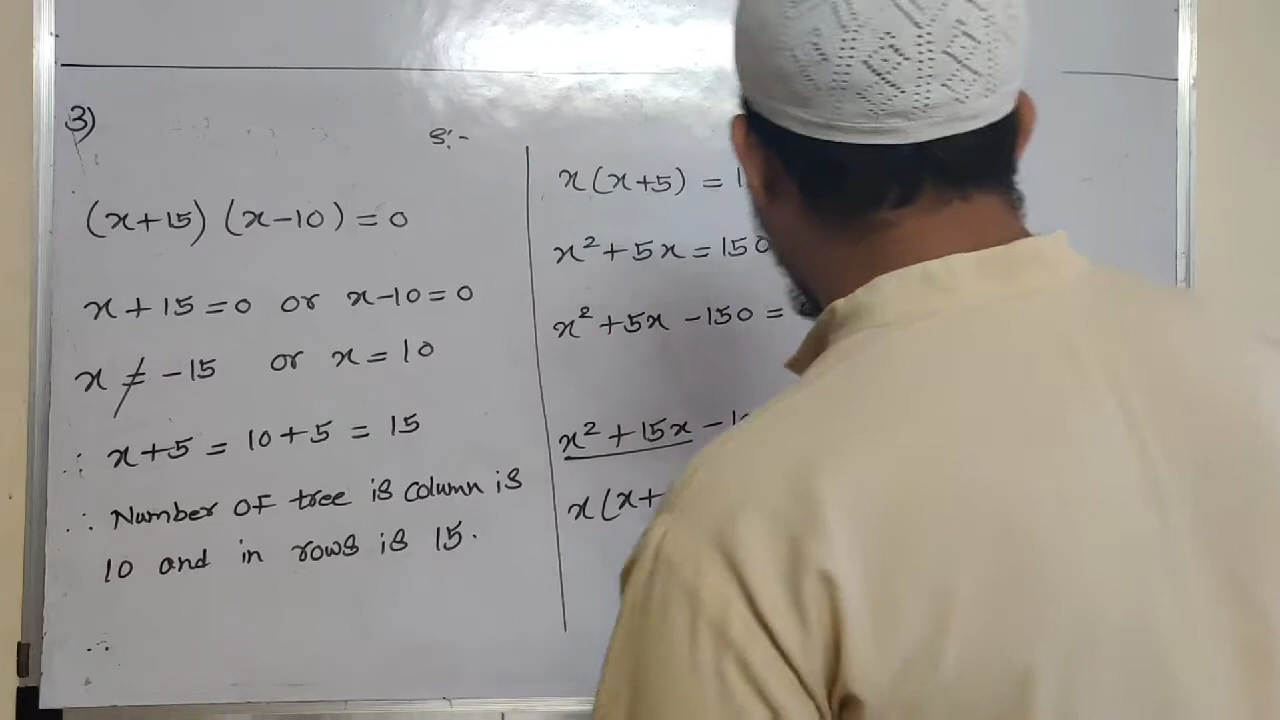 3)
S:-
(x+15) (x-10) = 0
x + 15 = 0 or x-10 = 0
x ≠ -15 or x = 10
∴ x+5 = 10+5 = 15
∴ Number of tree is column is
10 and in rows is 15.
∴
x(x+5) = 1
x² + 5x = 150
x² + 5x - 150 =
x² + 15x - 10
x(x+